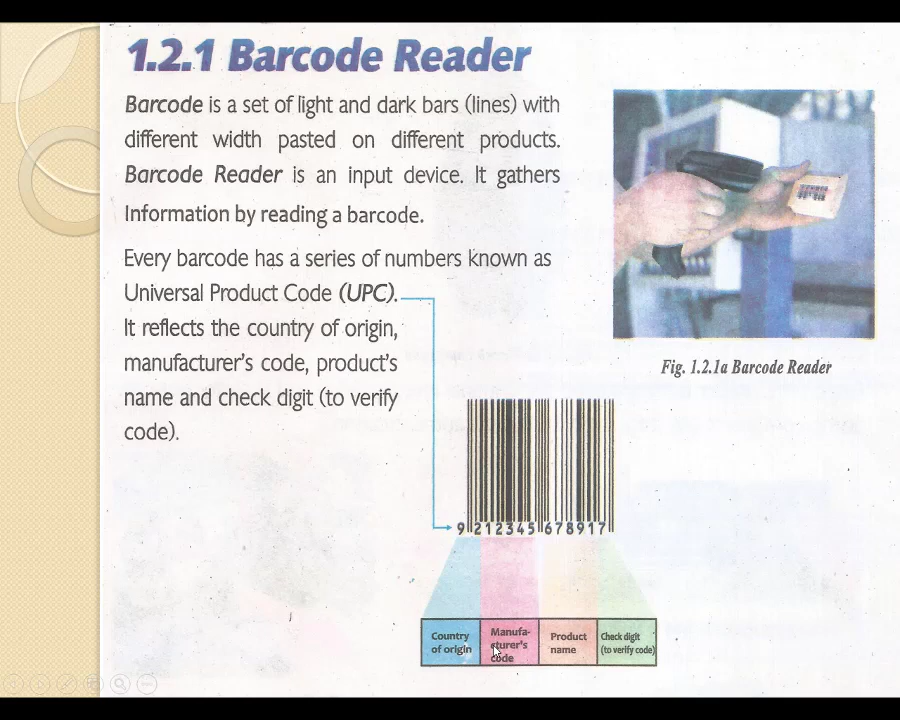 1.2.1 Barcode Reader
Barcode is a set of light and dark bars (lines) with
different width pasted on different products.
Barcode Reader is an input device. It gathers
Information by reading a barcode.
Every barcode has a series of numbers known as
Universal Product Code (UPC).
It reflects the country of origin,
manufacturer's code, product's
name and check digit (to verify
code).
Fig. 1.2.1a Barcode Reader
9 212345 678917
Country
of origin
Manufa-
sturer's
code
Product
name
Check digit
(to verify code)